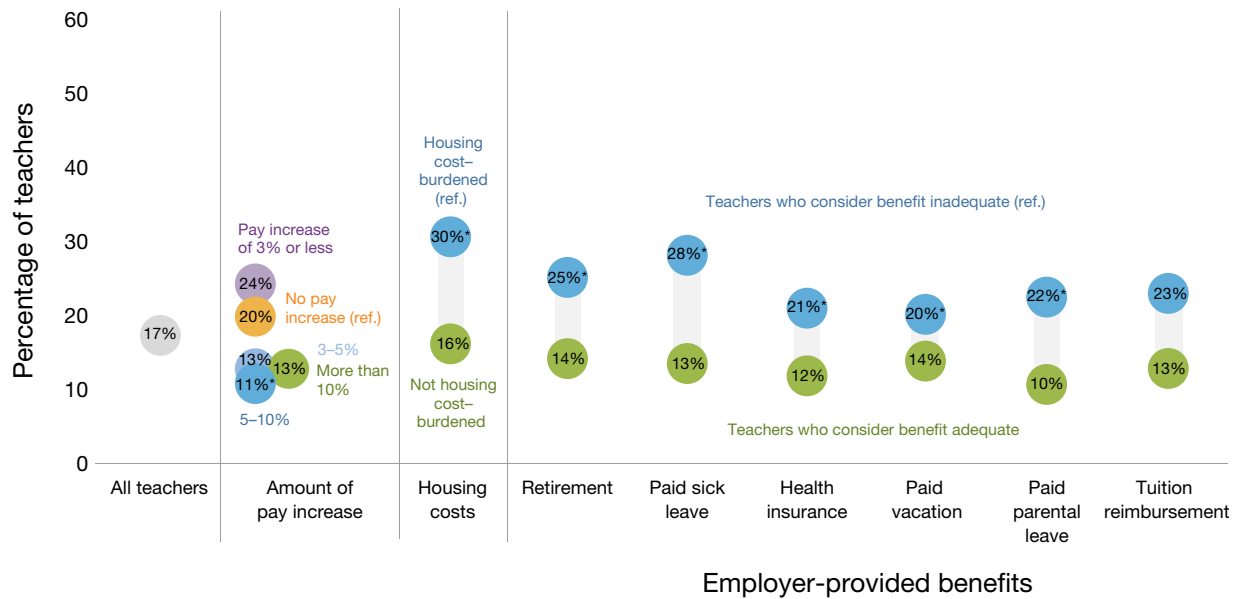 Percentage of teachers
60
50
40
30
20
10
0
17%
Pay increase
of 3% or less
24%
20%
No pay
increase (ref.)
13%
3–5%
13%
More than
10%
11%*
5–10%
Housing
cost–
burdened
(ref.)
30%*
16%
Not housing
cost–
burdened
Teachers who consider benefit inadequate (ref.)
25%*
28%*
21%*
20%*
22%*
23%
14%
13%
12%
14%
10%
13%
Teachers who consider benefit adequate
All teachers
Amount of
pay increase
Housing
costs
Retirement
Paid sick
leave
Health
insurance
Paid
vacation
Paid
parental
leave
Tuition
reimbursement
Employer-provided benefits